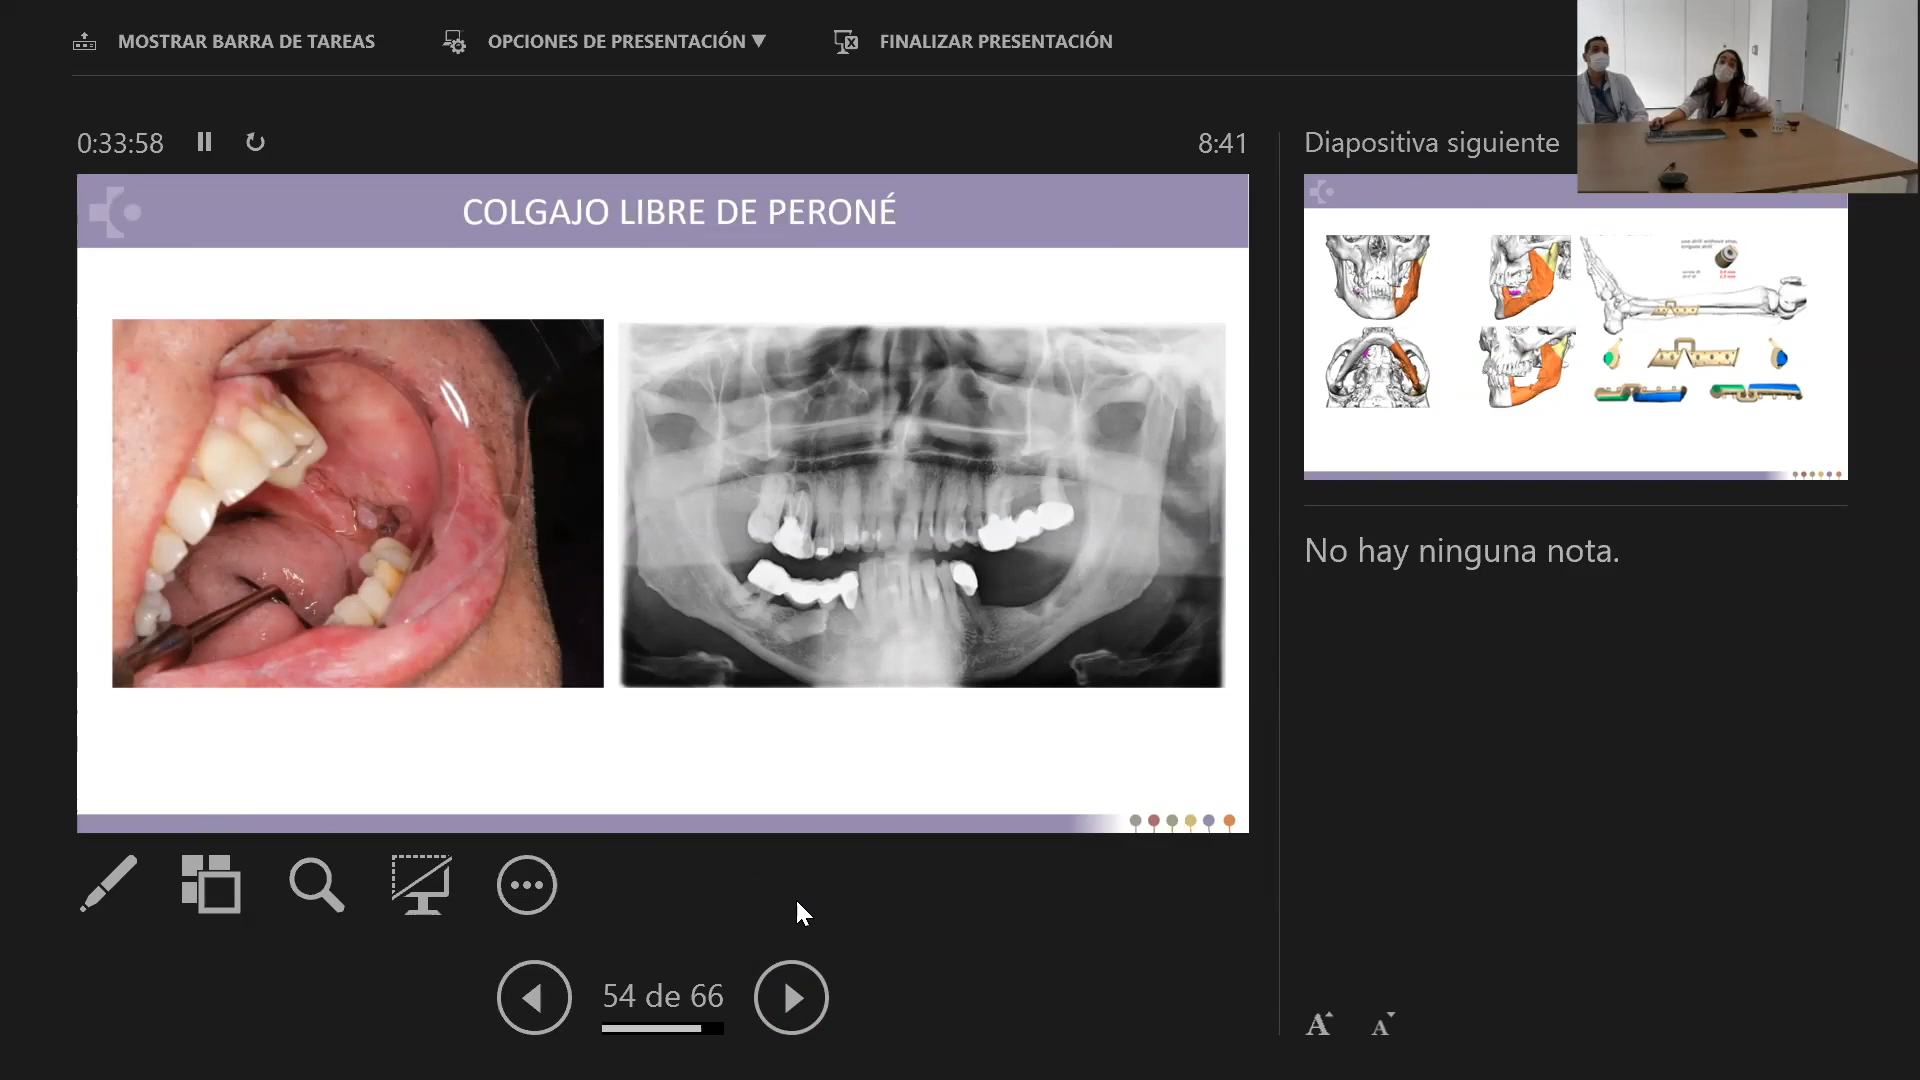 MOSTRAR BARRA DE TAREAS
OPCIONES DE PRESENTACIÓN ▼
FINALIZAR PRESENTACIÓN
0:33:58
8:41
Diapositiva siguiente
COLGAJO LIBRE DE PERONÉ
No hay ninguna nota.
54 de 66
A A